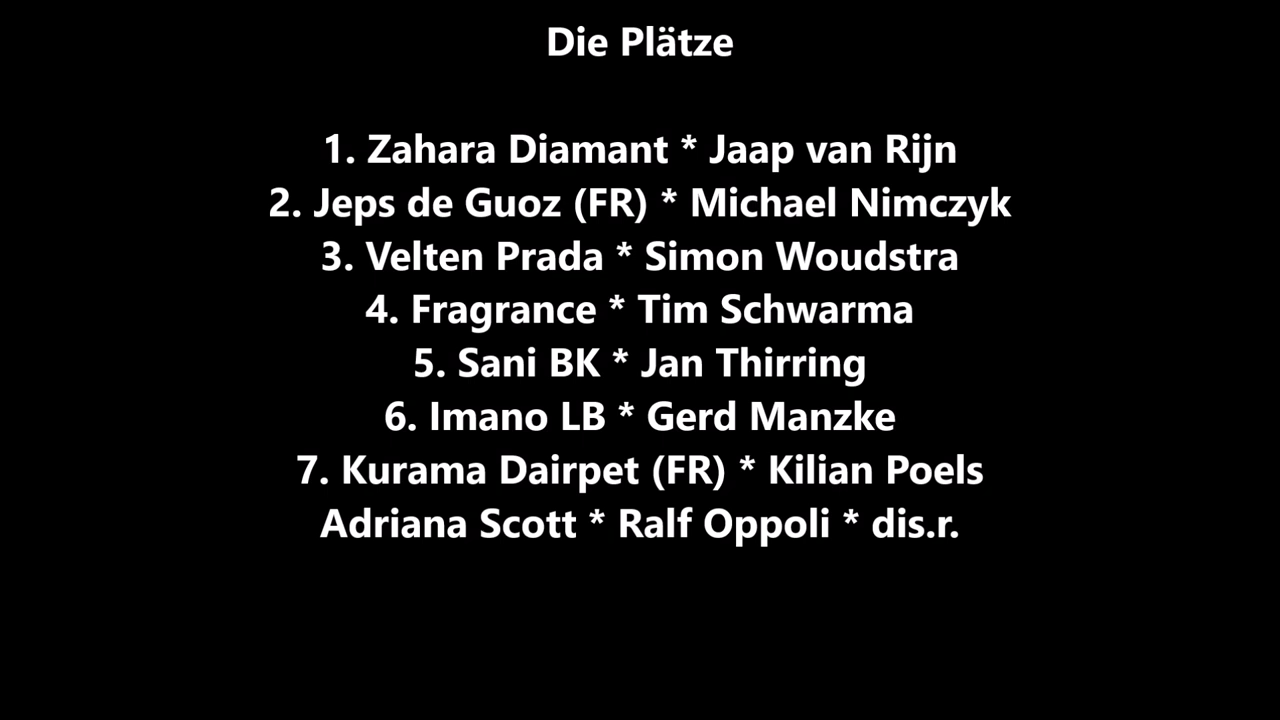 Die Plätze
1. Zahara Diamant * Jaap van Rijn
2. Jeps de Guoz (FR) * Michael Nimczyk
3. Velten Prada * Simon Woudstra
4. Fragrance * Tim Schwarma
5. Sani BK * Jan Thirring
6. Imano LB * Gerd Manzke
7. Kurama Dairpet (FR) * Kilian Poels
Adriana Scott * Ralf Oppoli * dis.r.